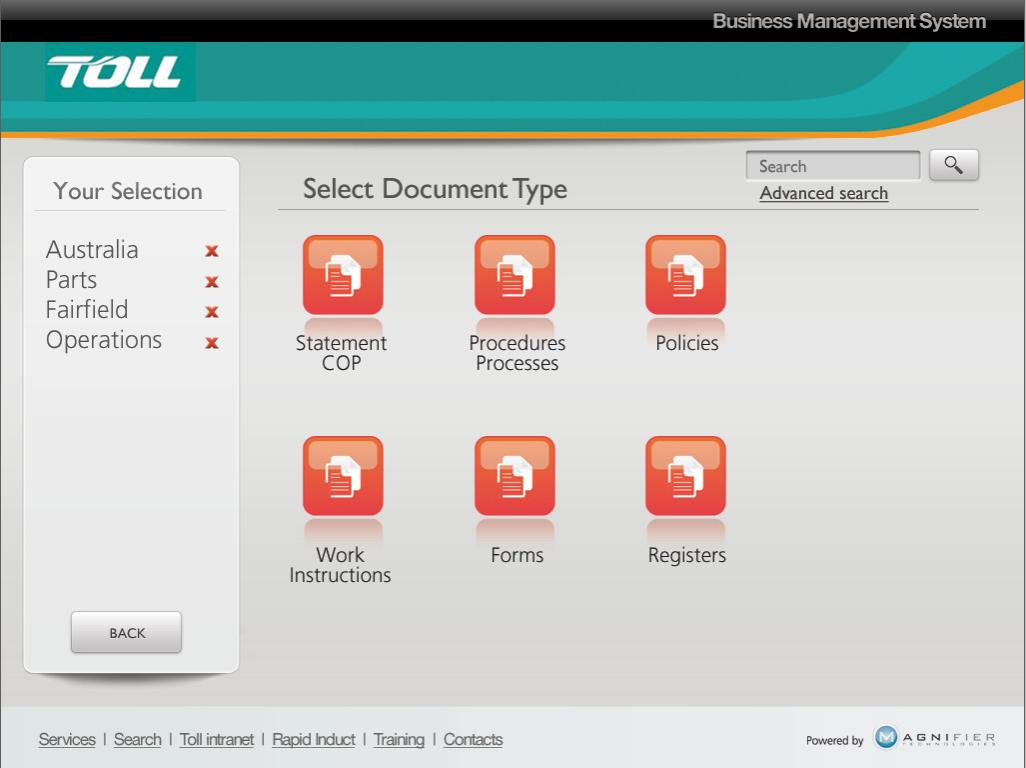 Business Management System
TOLL
Search
Advanced search
Your Selection
Select Document Type
Australia
Parts
Fairfield
Operations
Statement
COP
Procedures
Processes
Policies
Work
Instructions
Forms
Registers
BACK
Services | Search | Toll intranet | Rapid Induct | Training | Contacts
Powered by MAGNIFIER
TECHNOLOGIES